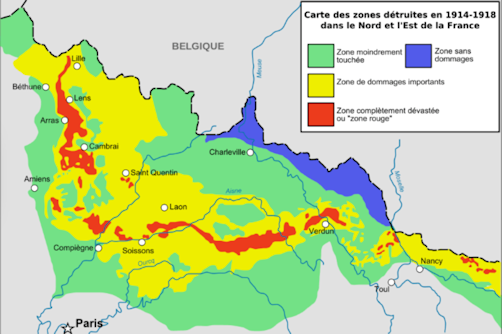 Carte des zones détruites en 1914-1918
dans le Nord et l'Est de la France
Zone moindrement
touchée
Zone sans
dommages
Zone de dommages importants
Zone complètement dévastée
ou "zone rouge"
BELGIQUE
Meuse
Lille
Béthune
Lens
Arras
Cambrai
Charleville
Amiens
Saint Quentin
Moselle
Aisne
Laon
Verdun
Compiègne
Soissons
Ourcq
Nancy
Toul
Paris